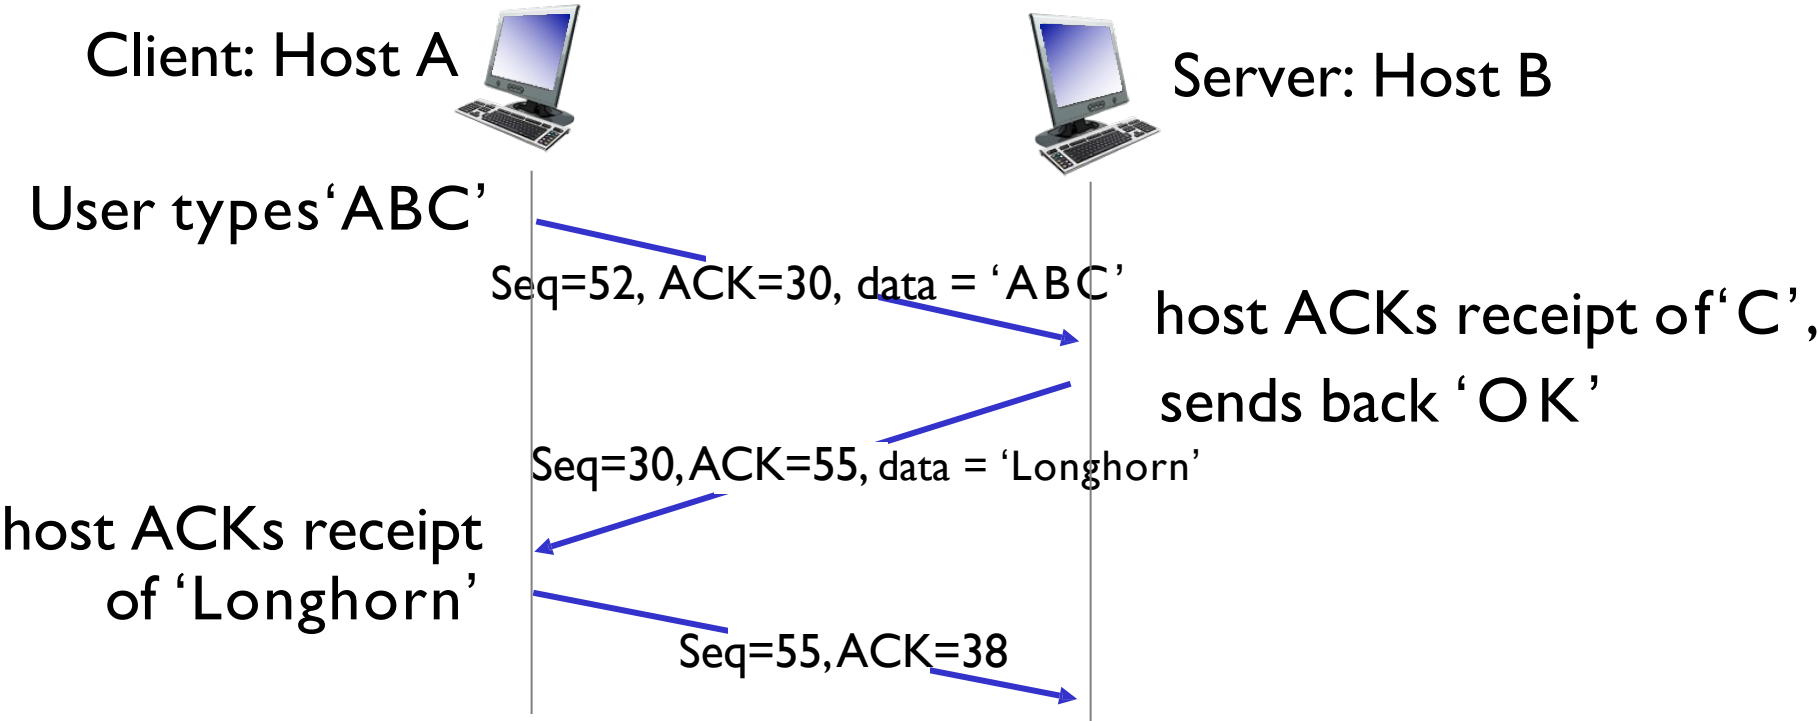 Client: Host A
Server: Host B
User types ‘ABC’
Seq=52, ACK=30, data = ‘ABC’
host ACKs receipt of ‘C’,
sends back ‘OK’
Seq=30, ACK=55, data = ‘Longhorn’
host ACKs receipt
of ‘Longhorn’
Seq=55, ACK=38